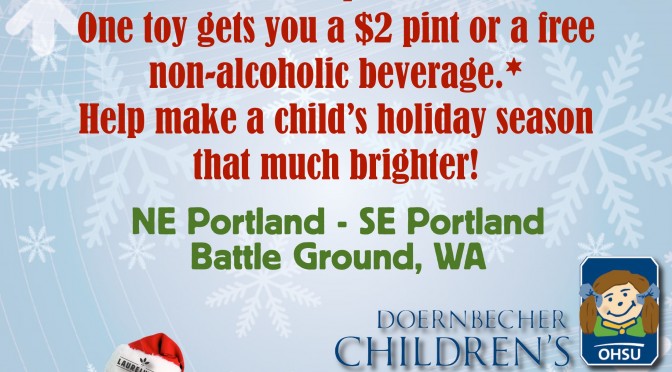 One toy gets you a $2 pint or a free
non-alcoholic beverage.*
Help make a child's holiday season
that much brighter!
NE Portland - SE Portland
Battle Ground, WA
DOERNBECHER
CHILDREN'S
OHSU